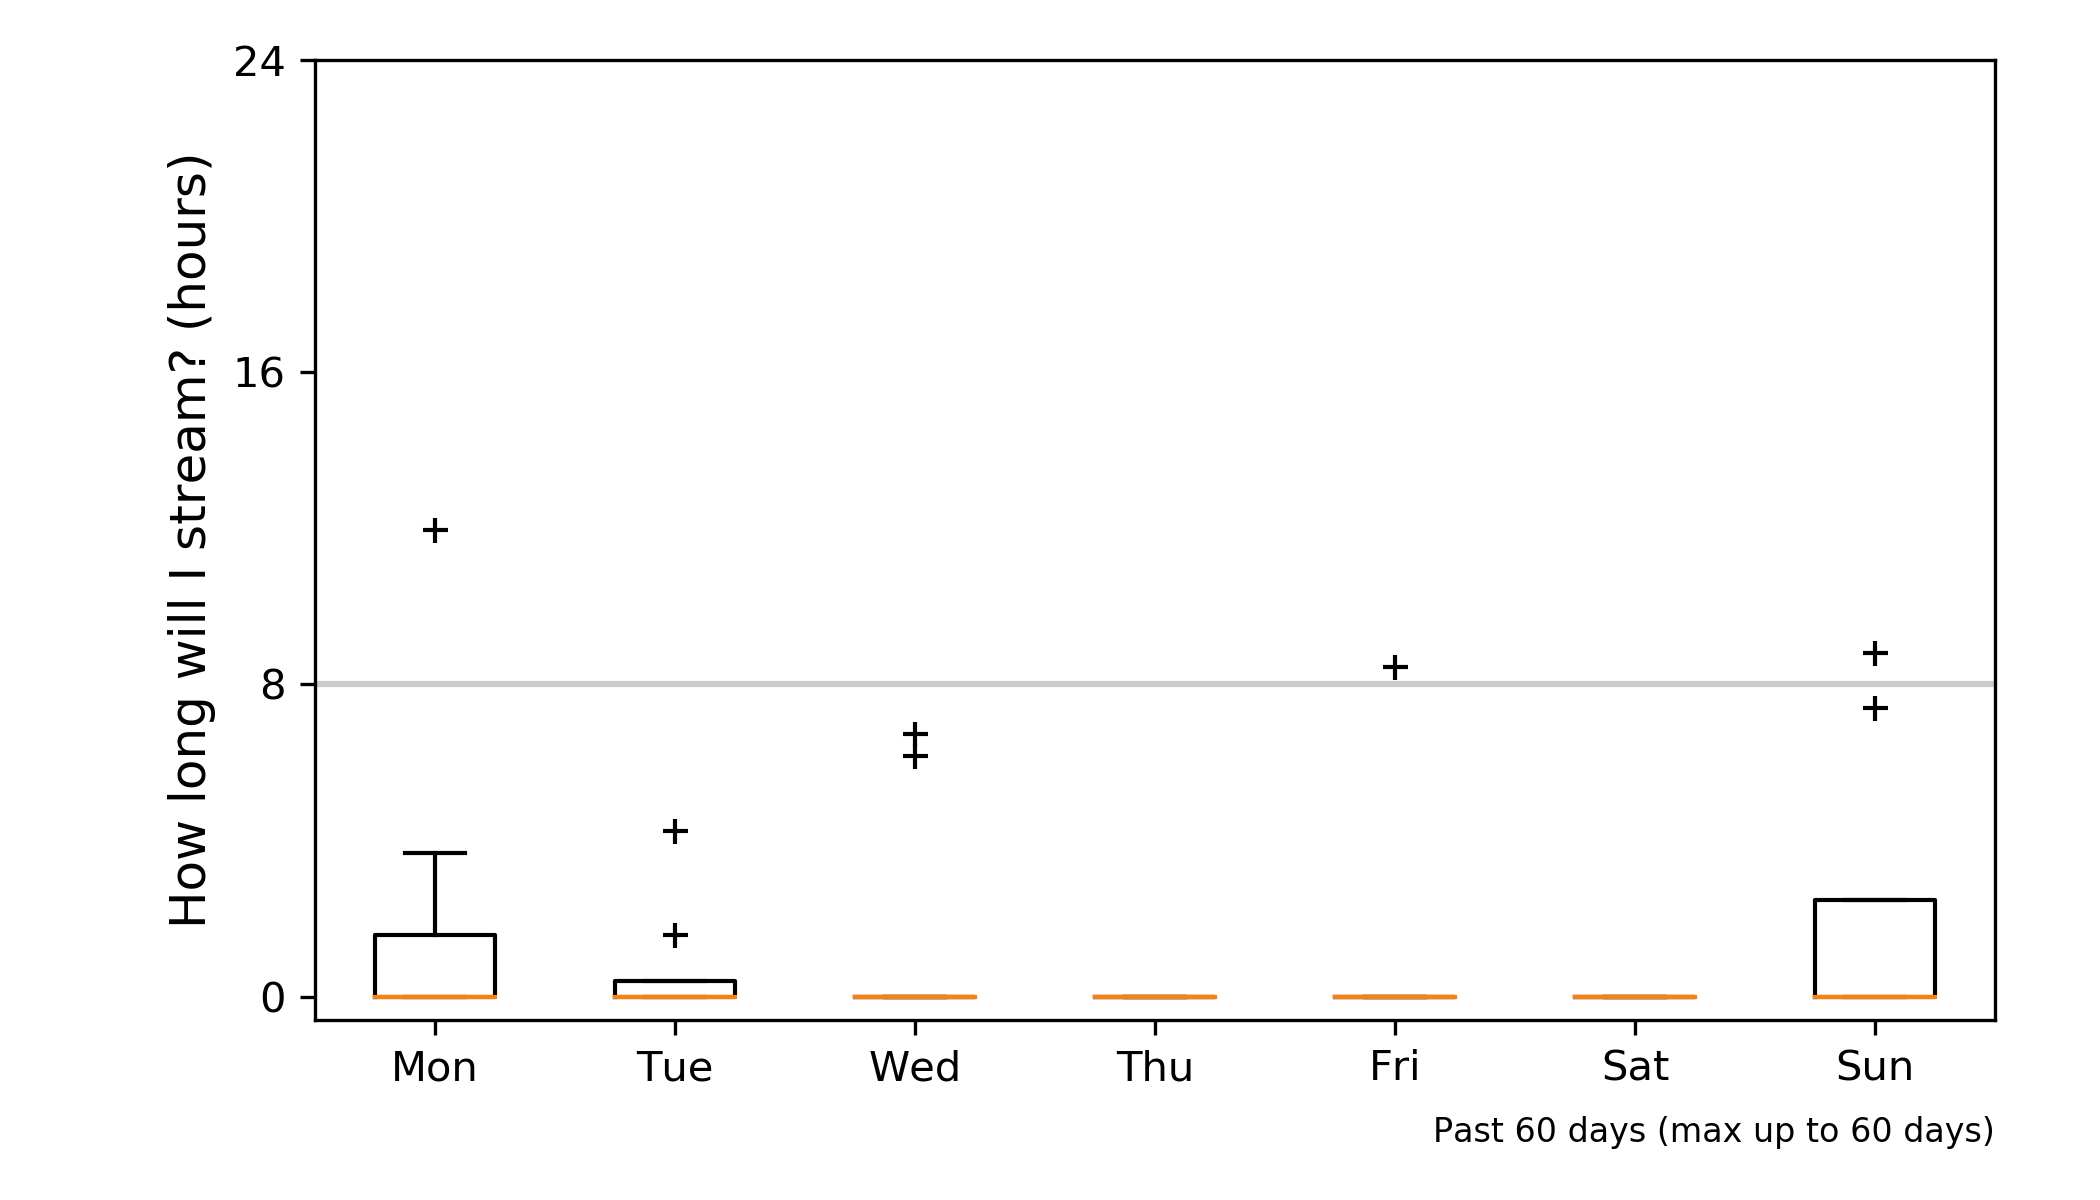 How long will I stream? (hours)
24
16
8
0
Mon Tue Wed Thu Fri Sat Sun
Past 60 days (max up to 60 days)